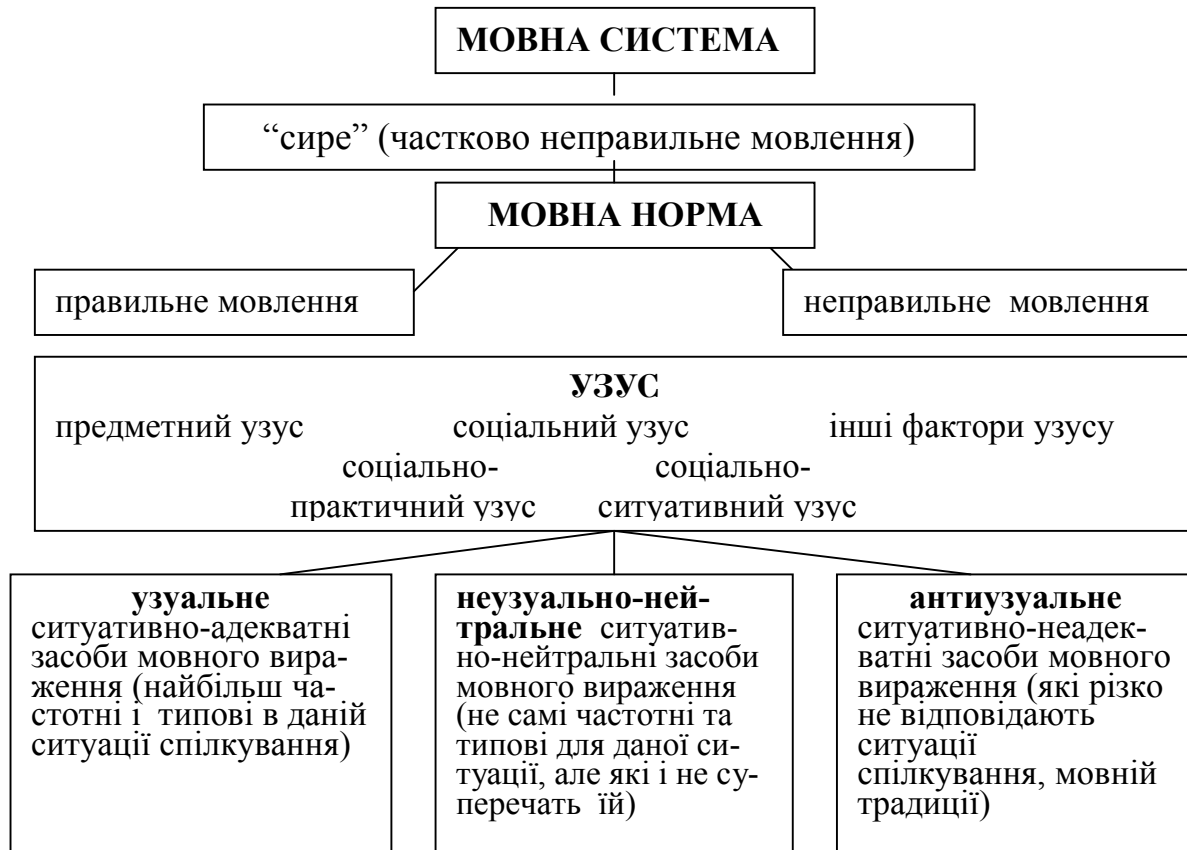 МОВНА СИСТЕМА
“сире” (частково неправильне мовлення)
МОВНА НОРМА
правильне мовлення
неправильне мовлення
УЗУС
предметний узус соціальний узус інші фактори узусу
соціально- соціально-
практичний узус ситуативний узус
узуальне
ситуативно-адекватні
засоби мовного вира-
ження (найбільш ча-
стотні і типові в даній
ситуації спілкування)
неузуально-ней-
тральне ситуатив-
но-нейтральні засоби
мовного вираження
(не самі частотні та
типові для даної си-
туації, але які і не су-
перечать їй)
антиузуальне
ситуативно-неадек-
ватні засоби мовного
вираження (які різко
не відповідають
ситуації
спілкування, мовній
традиції)